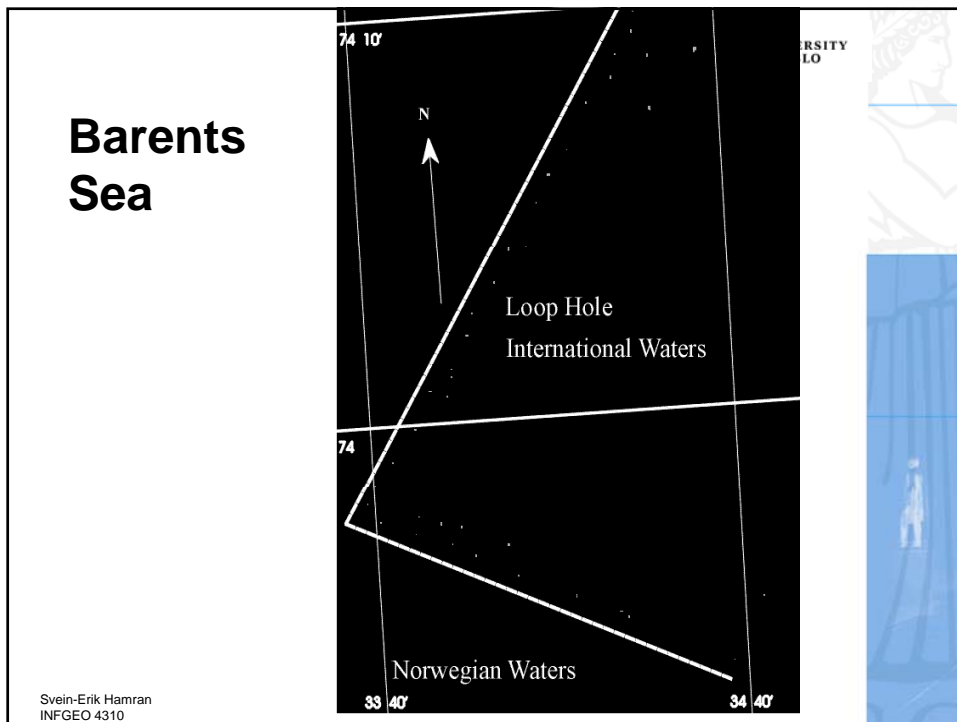 74 10'
Barents
Sea
N
Loop Hole
International Waters
74
Norwegian Waters
33 40'
34 40'
Svein-Erik Hamran
INFGEO 4310